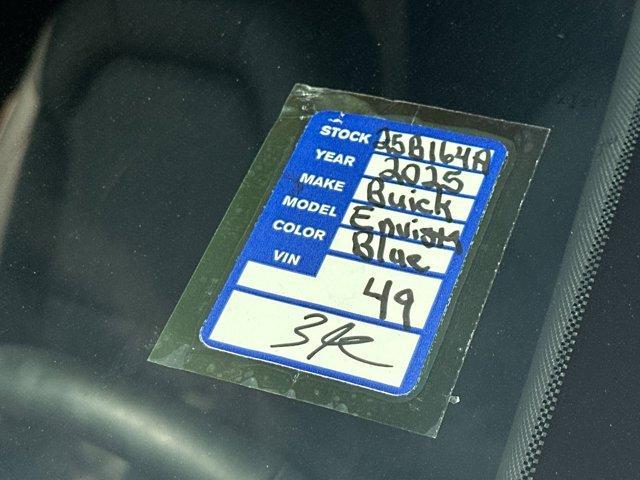 STOCK 25B164A
YEAR 2025
MAKE Buick
MODEL Envista
COLOR Blue
VIN
49